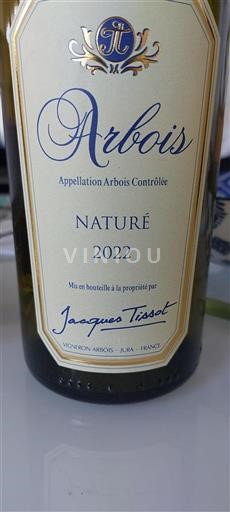 JT
Arbois
Appellation Arbois Contrôlée
NATURÉ
2022
VINIOU
Mis en bouteille à la propriété par
Jacques Tissot
VIGNERON ARBOIS - JURA - FRANCE